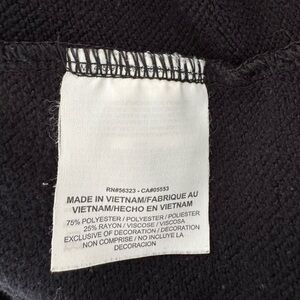 RN#56323 - CA#05553
MADE IN VIETNAM/FABRIQUE AU
VIETNAM/HECHO EN VIETNAM
75% POLYESTER / POLYESTER / POLIESTER
25% RAYON / VISCOSE / VISCOSA
EXCLUSIVE OF DECORATION / DECORATION
NON COMPRISE / NO INCLUYE LA
DECORACION